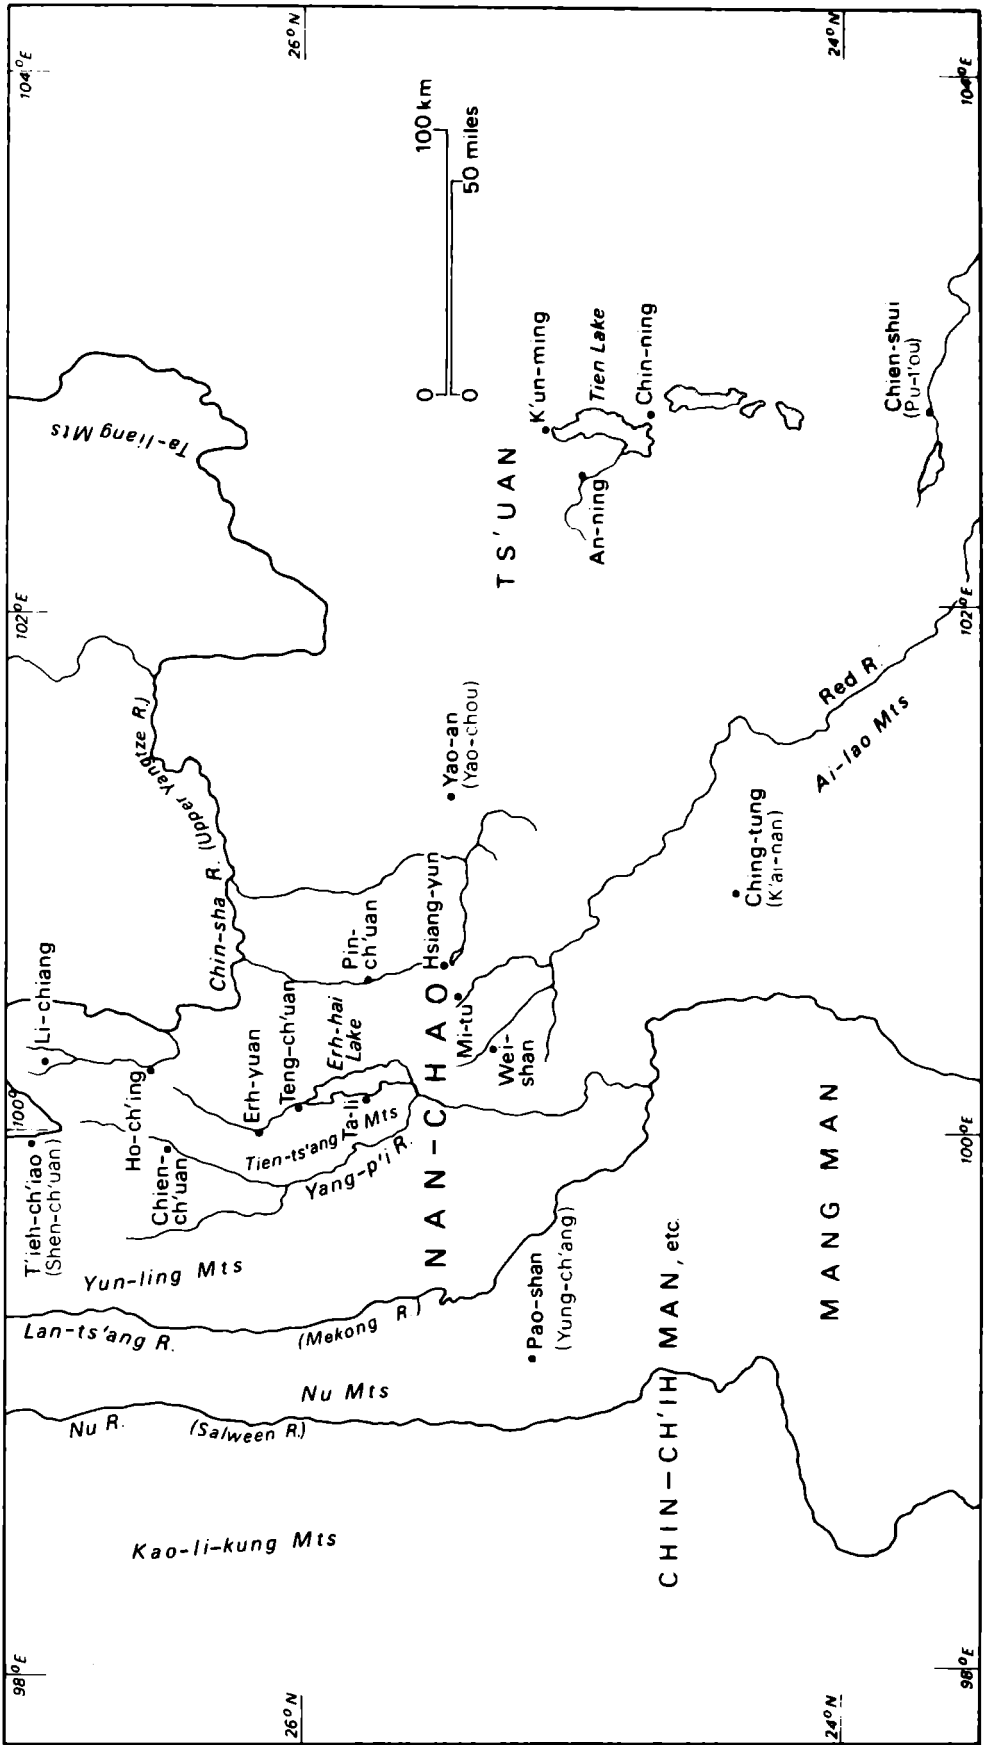 98°E
100°
102°E
104°E
26°N
26°N
24°N
24°N
98°E
100°E
102°E
104°E
T'ieh-ch'iao
(Shen-ch'uan)
Li-chiang
Ho-ch'ing
Chien-
ch'uan
Yun-ling Mts
Lan-ts'ang R.
(Mekong R)
Nu R.
(Salween R.)
Nu Mts
Kao-li-kung Mts
Erh-yuan
Teng-ch'uan
Tien-ts'ang Mts
Ta-li
Erh-hai
Lake
Yang-p'i R.
Chin-sha R. (Upper Yangtze R.)
Ta-liang Mts
Pin-
ch'uan
Hsiang-yun
NAN-CHAO
Mi-tu
Wei-
shan
Yao-an
(Yao-chou)
0 100 km
0 50 miles
TS'UAN
K'un-ming
Tien Lake
An-ning
Chin-ning
Pao-shan
(Yung-ch'ang)
CHIN-CH'IH MAN, etc.
MANG MAN
Ching-tung
(K'ai-nan)
Red R.
Ai-lao Mts
Chien-shui
(Pu-t'ou)